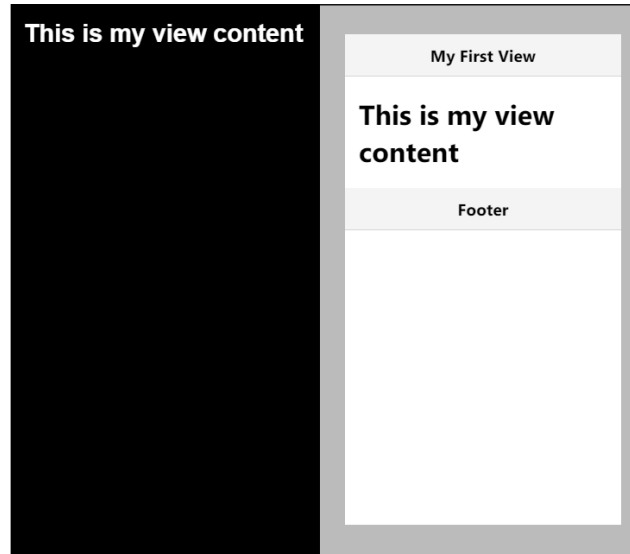 This is my view content
My First View
This is my view
content
Footer